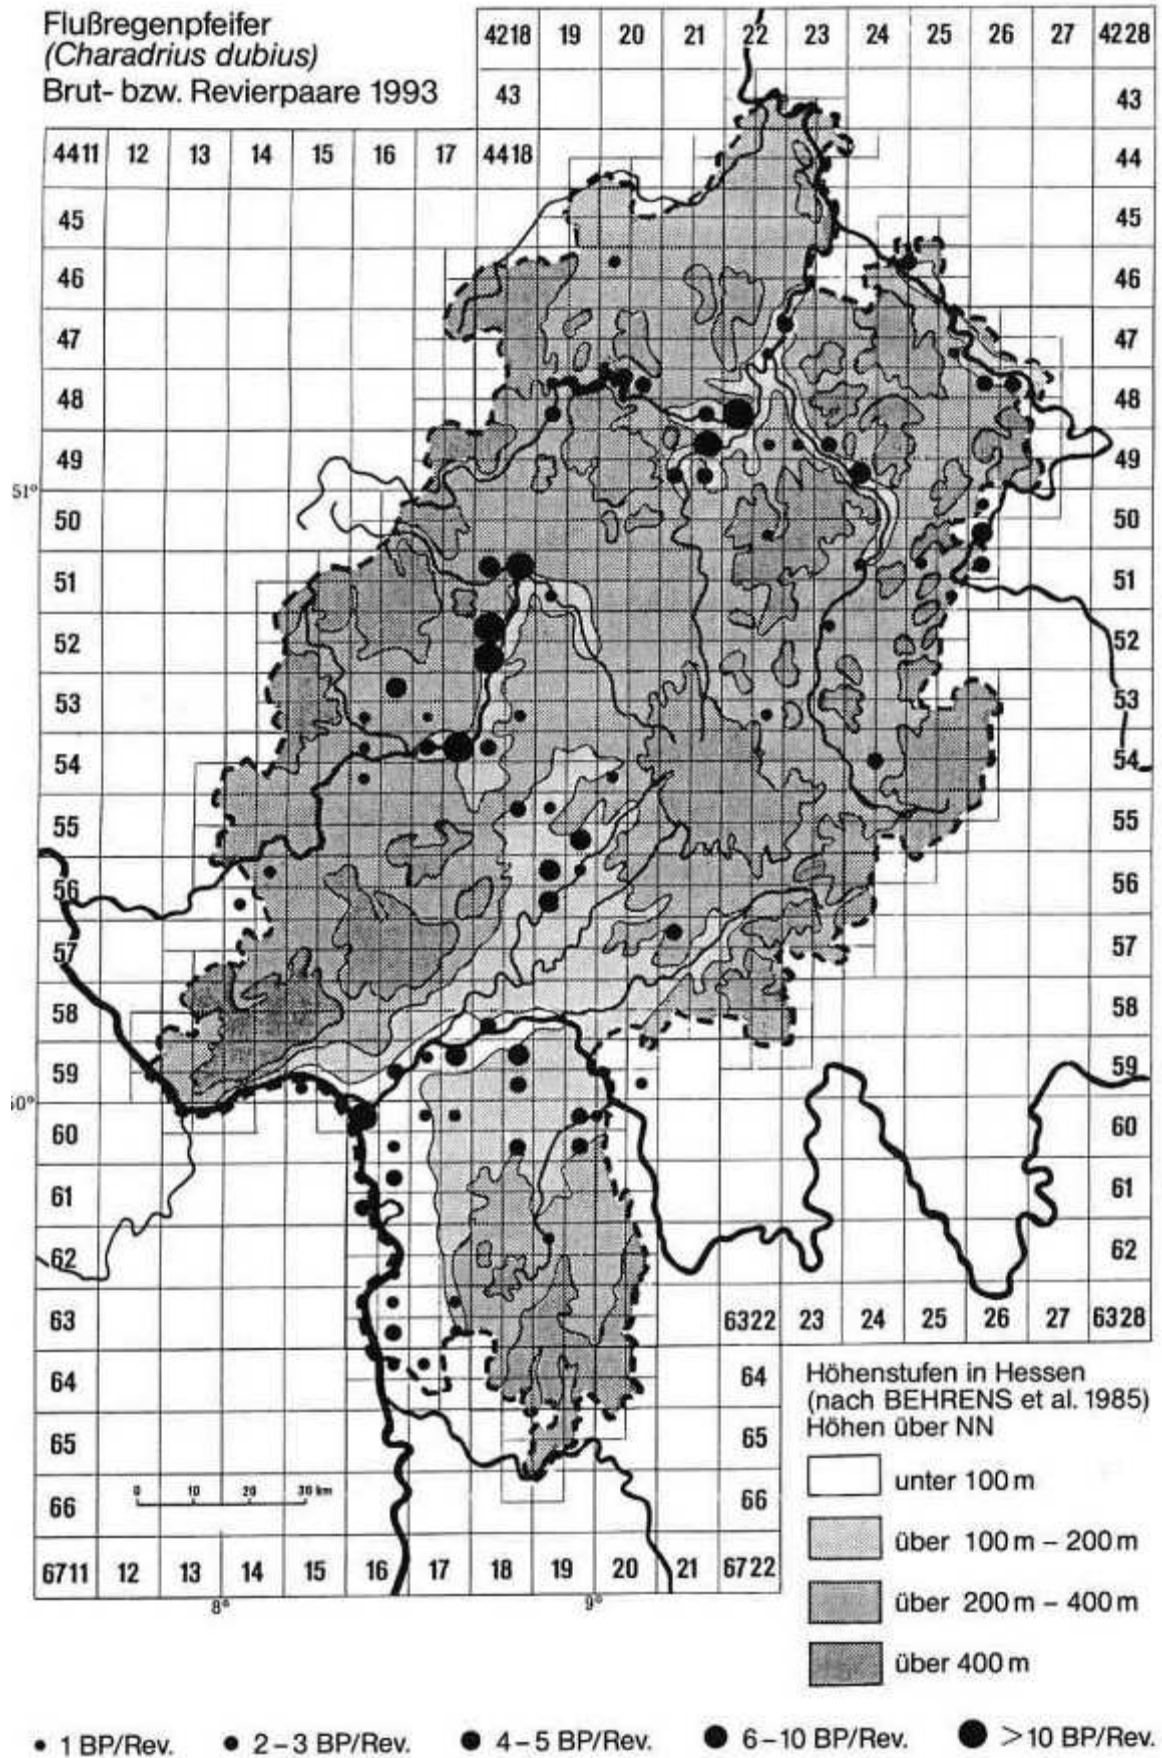 Flußregenpfeifer
(Charadrius dubius)
Brut- bzw. Revierpaare 1993
4218 19 20 21 22 23 24 25 26 27 4228
43 43
4411 12 13 14 15 16 17 4418 44
45 45
46 46
47 47
48 48
49 49
51°
50 50
51 51
52 52
53 53
54 54
55 55
56 56
57 57
58 58
59 59
60 60
61 61
62 62
63 6322 23 24 25 26 27 6328
64 64
65 65
66 66
0 10 20 30 km
6711 12 13 14 15 16 17 18 19 20 21 6722
8° 9°
Höhenstufen in Hessen
(nach BEHRENS et al. 1985)
Höhen über NN
unter 100 m
über 100 m – 200 m
über 200 m – 400 m
über 400 m
1 BP/Rev. 2 – 3 BP/Rev. 4 – 5 BP/Rev. 6 – 10 BP/Rev. > 10 BP/Rev.